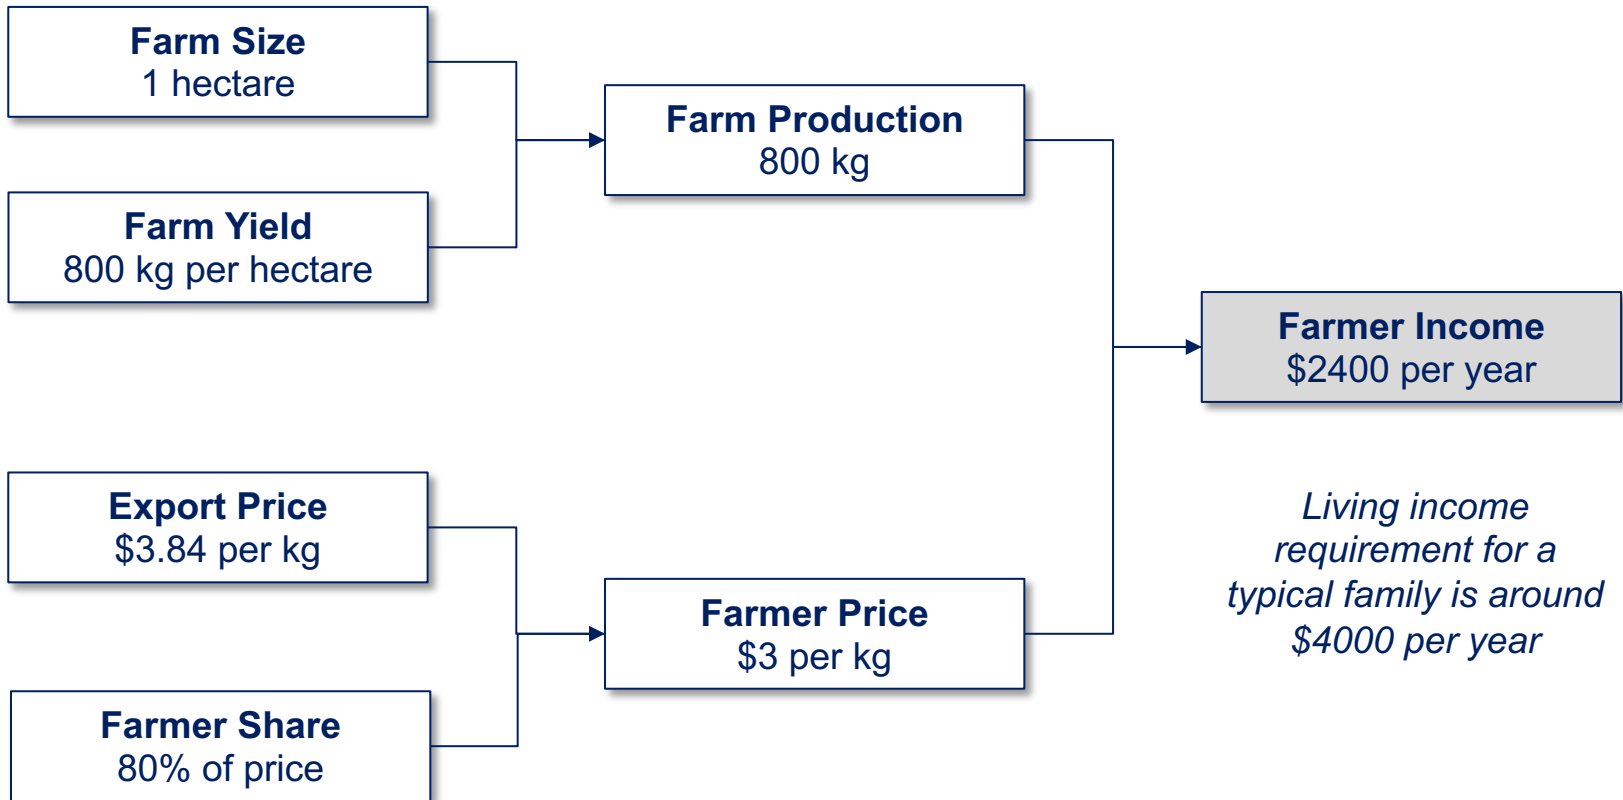 Farm Size
1 hectare
Farm Yield
800 kg per hectare
Farm Production
800 kg
Export Price
$3.84 per kg
Farmer Share
80% of price
Farmer Price
$3 per kg
Farmer Income
$2400 per year
Living income
requirement for a
typical family is around
$4000 per year